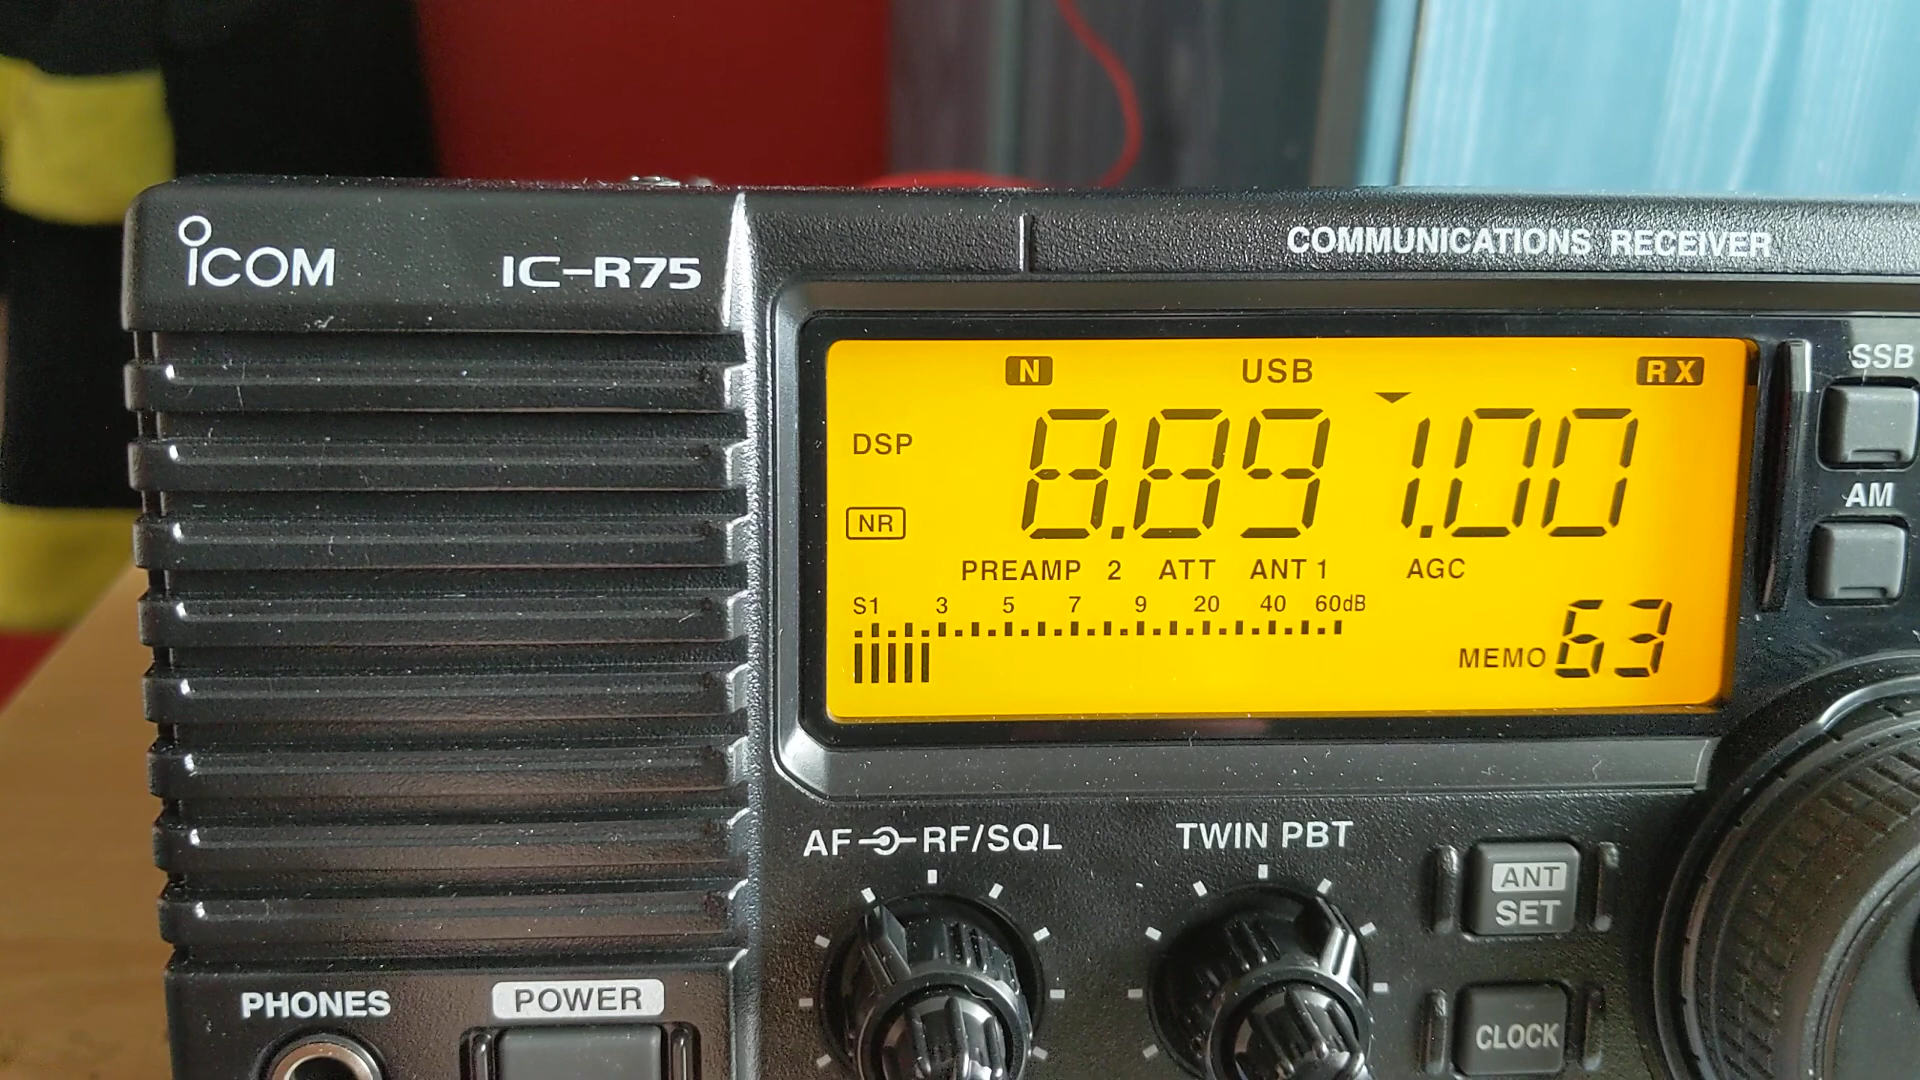 iCOM IC-R75
COMMUNICATIONS RECEIVER
N USB RX
SSB
DSP 8.891.00
NR
AM
PREAMP 2 ATT ANT 1 AGC
S1 3 5 7 9 20 40 60dB
MEMO 63
AF RF/SQL TWIN PBT
ANT
SET
PHONES POWER
CLOCK